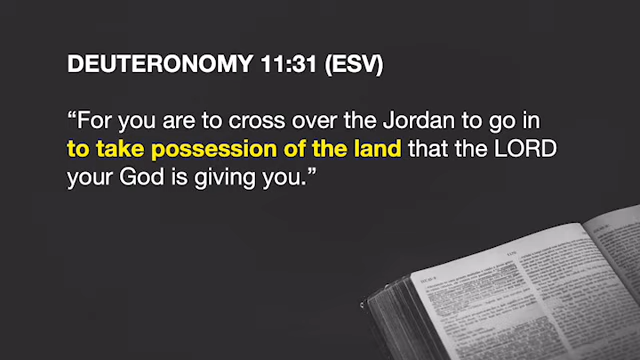 DEUTERONOMY 11:31 (ESV)
“For you are to cross over the Jordan to go in
to take possession of the land that the LORD
your God is giving you.”